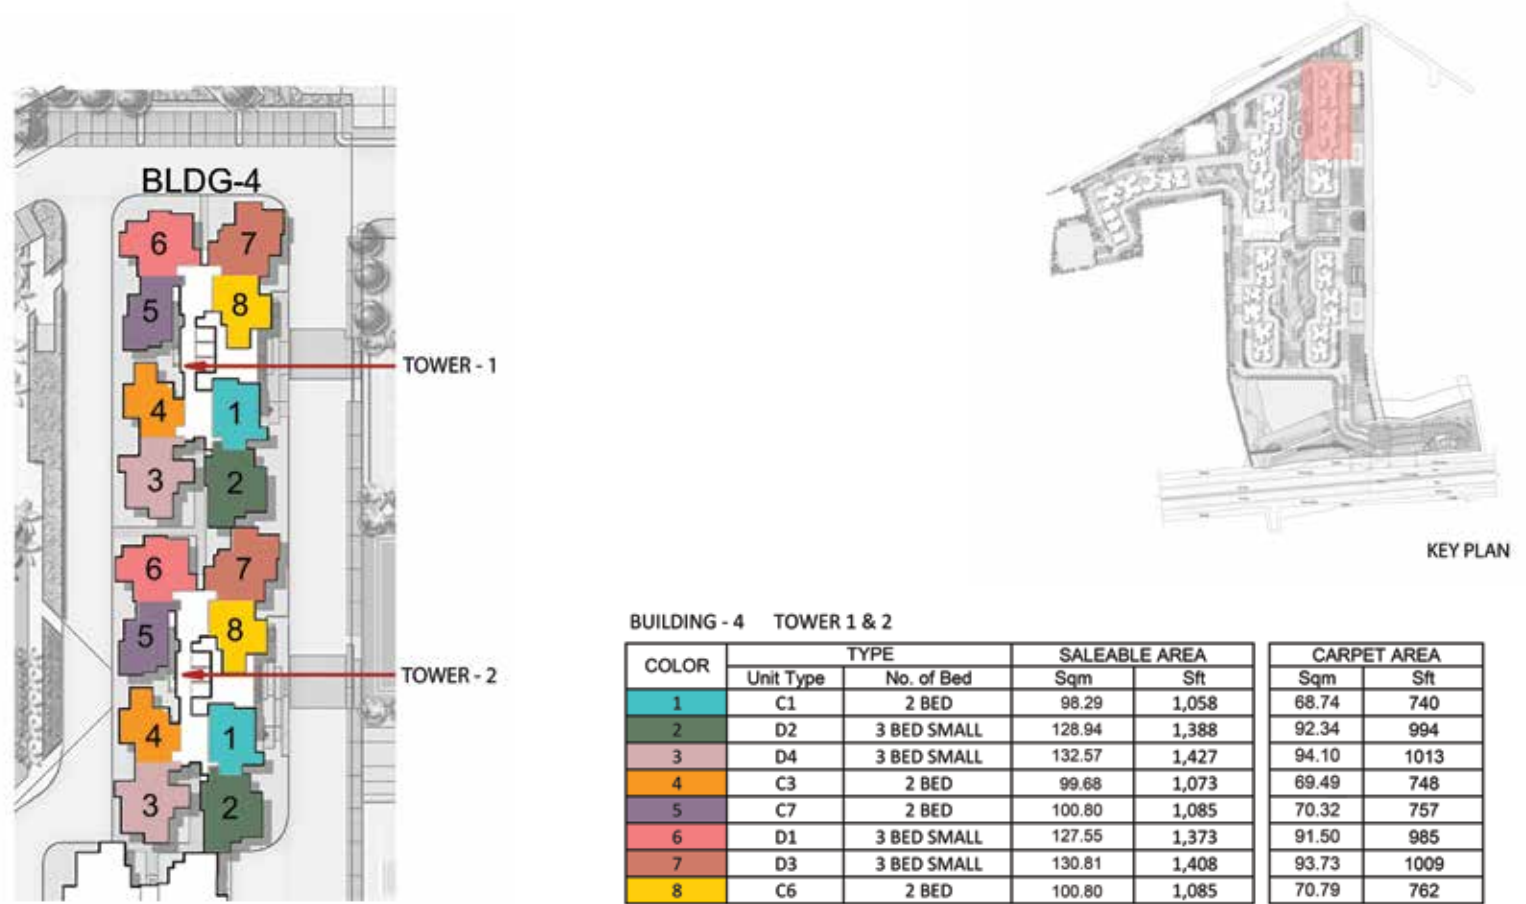 BLDG-4
6 7
5 8
TOWER - 1
4 1
3 2
6 7
5 8
TOWER - 2
4 1
3 2
KEY PLAN
BUILDING - 4 TOWER 1 & 2
COLOR TYPE SALEABLE AREA CARPET AREA
Unit Type No. of Bed Sqm Sft Sqm Sft
1 C1 2 BED 98.29 1,058 68.74 740
2 D2 3 BED SMALL 128.94 1,388 92.34 994
3 D4 3 BED SMALL 132.57 1,427 94.10 1013
4 C3 2 BED 99.68 1,073 69.49 748
5 C7 2 BED 100.80 1,085 70.32 757
6 D1 3 BED SMALL 127.55 1,373 91.50 985
7 D3 3 BED SMALL 130.81 1,408 93.73 1009
8 C6 2 BED 100.80 1,085 70.79 762